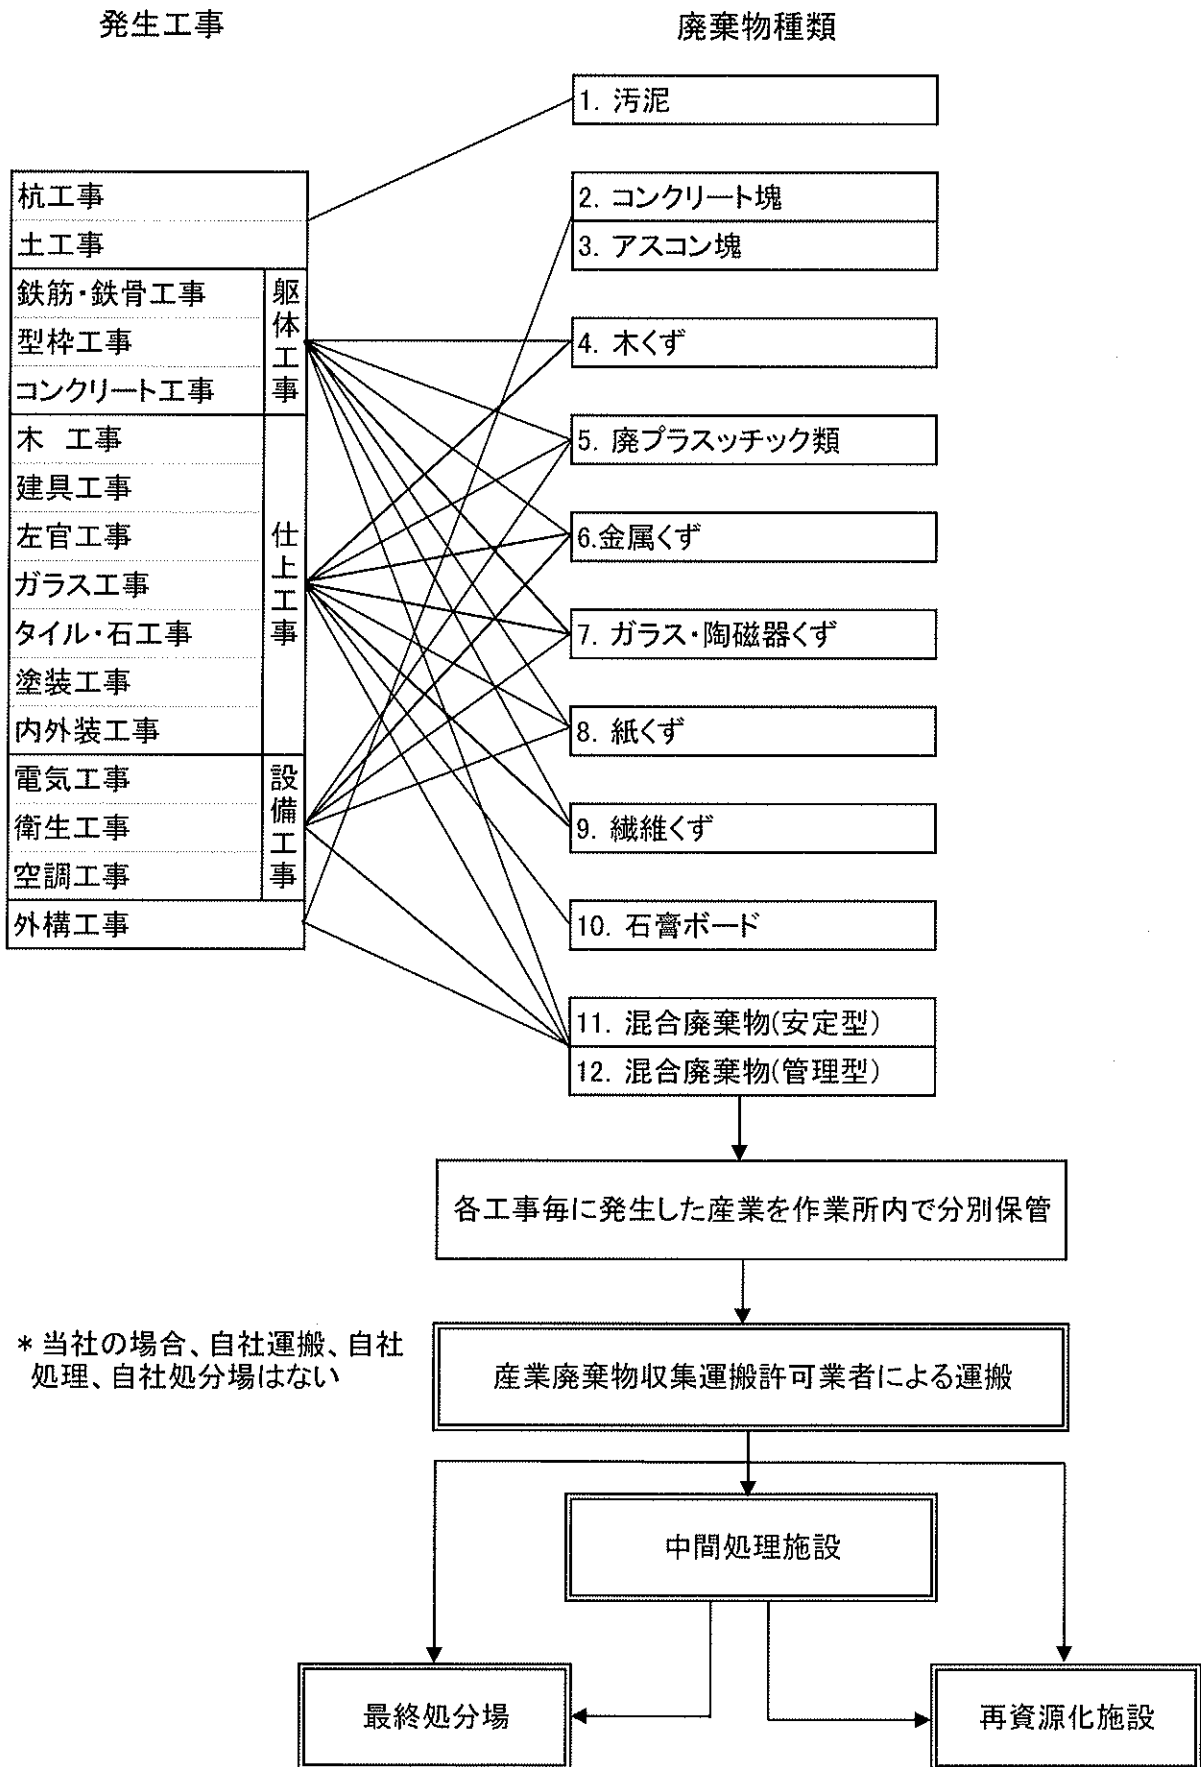 発生工事
廃棄物種類
1. 汚泥
杭工事
土工事
2. コンクリート塊
3. アスコン塊
鉄筋・鉄骨工事
型枠工事
コンクリート工事
躯体工事
4. 木くず
木 工事
建具工事
左官工事
ガラス工事
タイル・石工事
塗装工事
内外装工事
仕上工事
5. 廃プラスッチック類
6.金属くず
7. ガラス・陶磁器くず
8. 紙くず
電気工事
衛生工事
空調工事
設備工事
9. 繊維くず
外構工事
10. 石膏ボード
11. 混合廃棄物(安定型)
12. 混合廃棄物(管理型)
各工事毎に発生した産業を作業所内で分別保管
* 当社の場合、自社運搬、自社
処理、自社処分場はない
産業廃棄物収集運搬許可業者による運搬
中間処理施設
最終処分場
再資源化施設